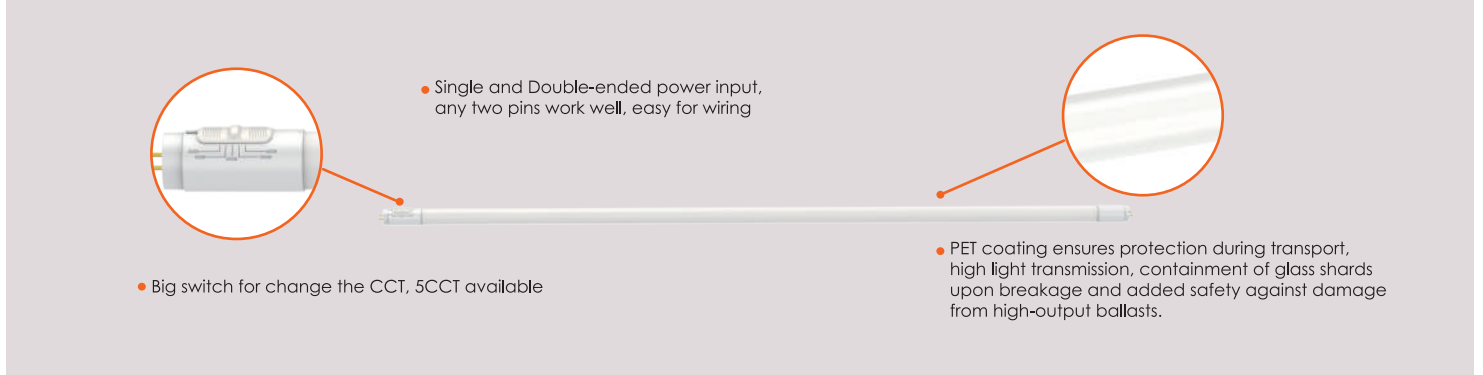 Single and Double-ended power input,
any two pins work well, easy for wiring
Big switch for change the CCT, 5CCT available
PET coating ensures protection during transport,
high light transmission, containment of glass shards
upon breakage and added safety against damage
from high-output ballasts.